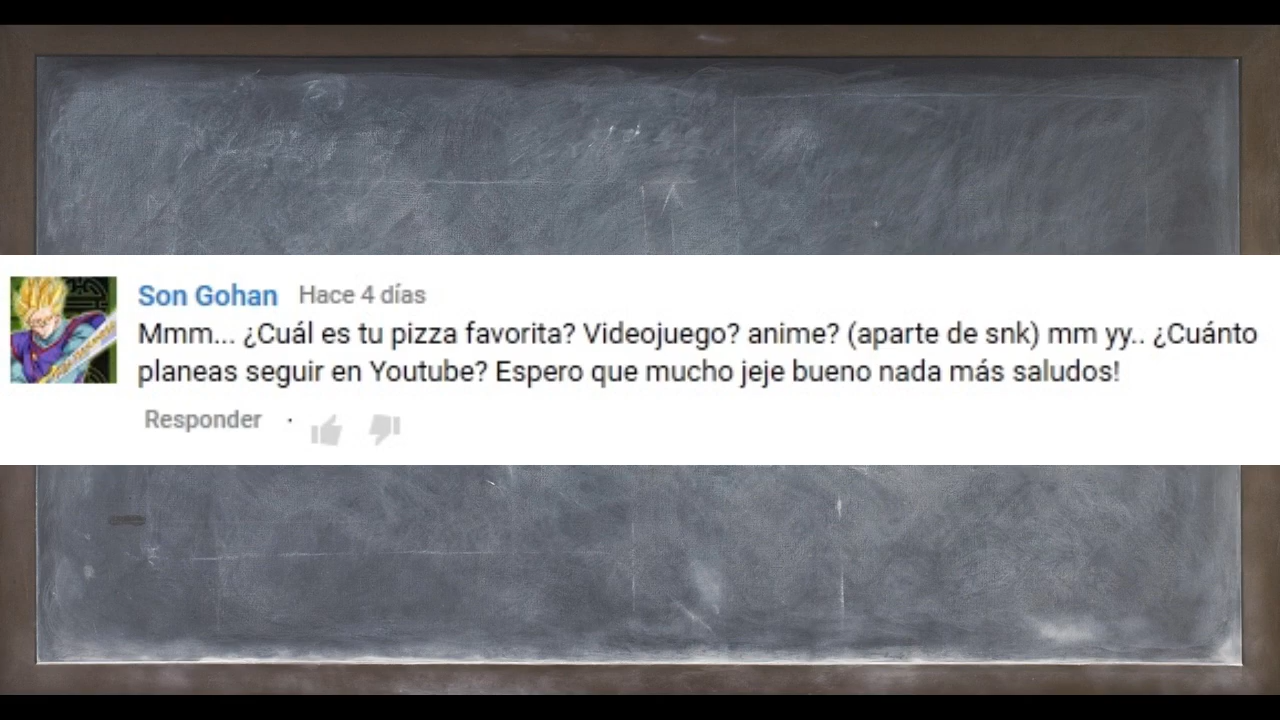 Son Gohan Hace 4 días
Mmm... ¿Cuál es tu pizza favorita? Videojuego? anime? (aparte de snk) mm yy.. ¿Cuánto
planeas seguir en Youtube? Espero que mucho jeje bueno nada más saludos!
Responder ·